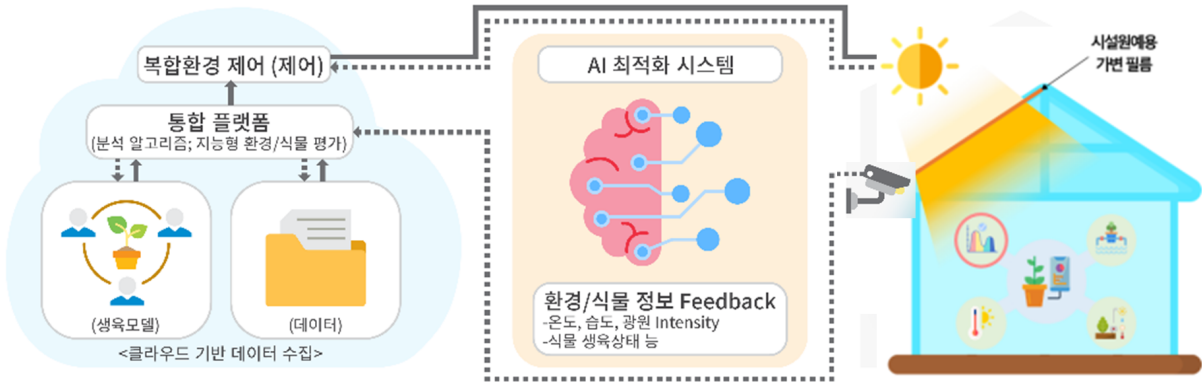 복합환경 제어 (제어)
통합 플랫폼
(분석 알고리즘; 지능형 환경/식물 평가)
(생육모델)
(데이터)
<클라우드 기반 데이터 수집>
AI 최적화 시스템
환경/식물 정보 Feedback
-온도, 습도, 광원 Intensity
-식물 생육상태 능
시설원예용
가변 필름